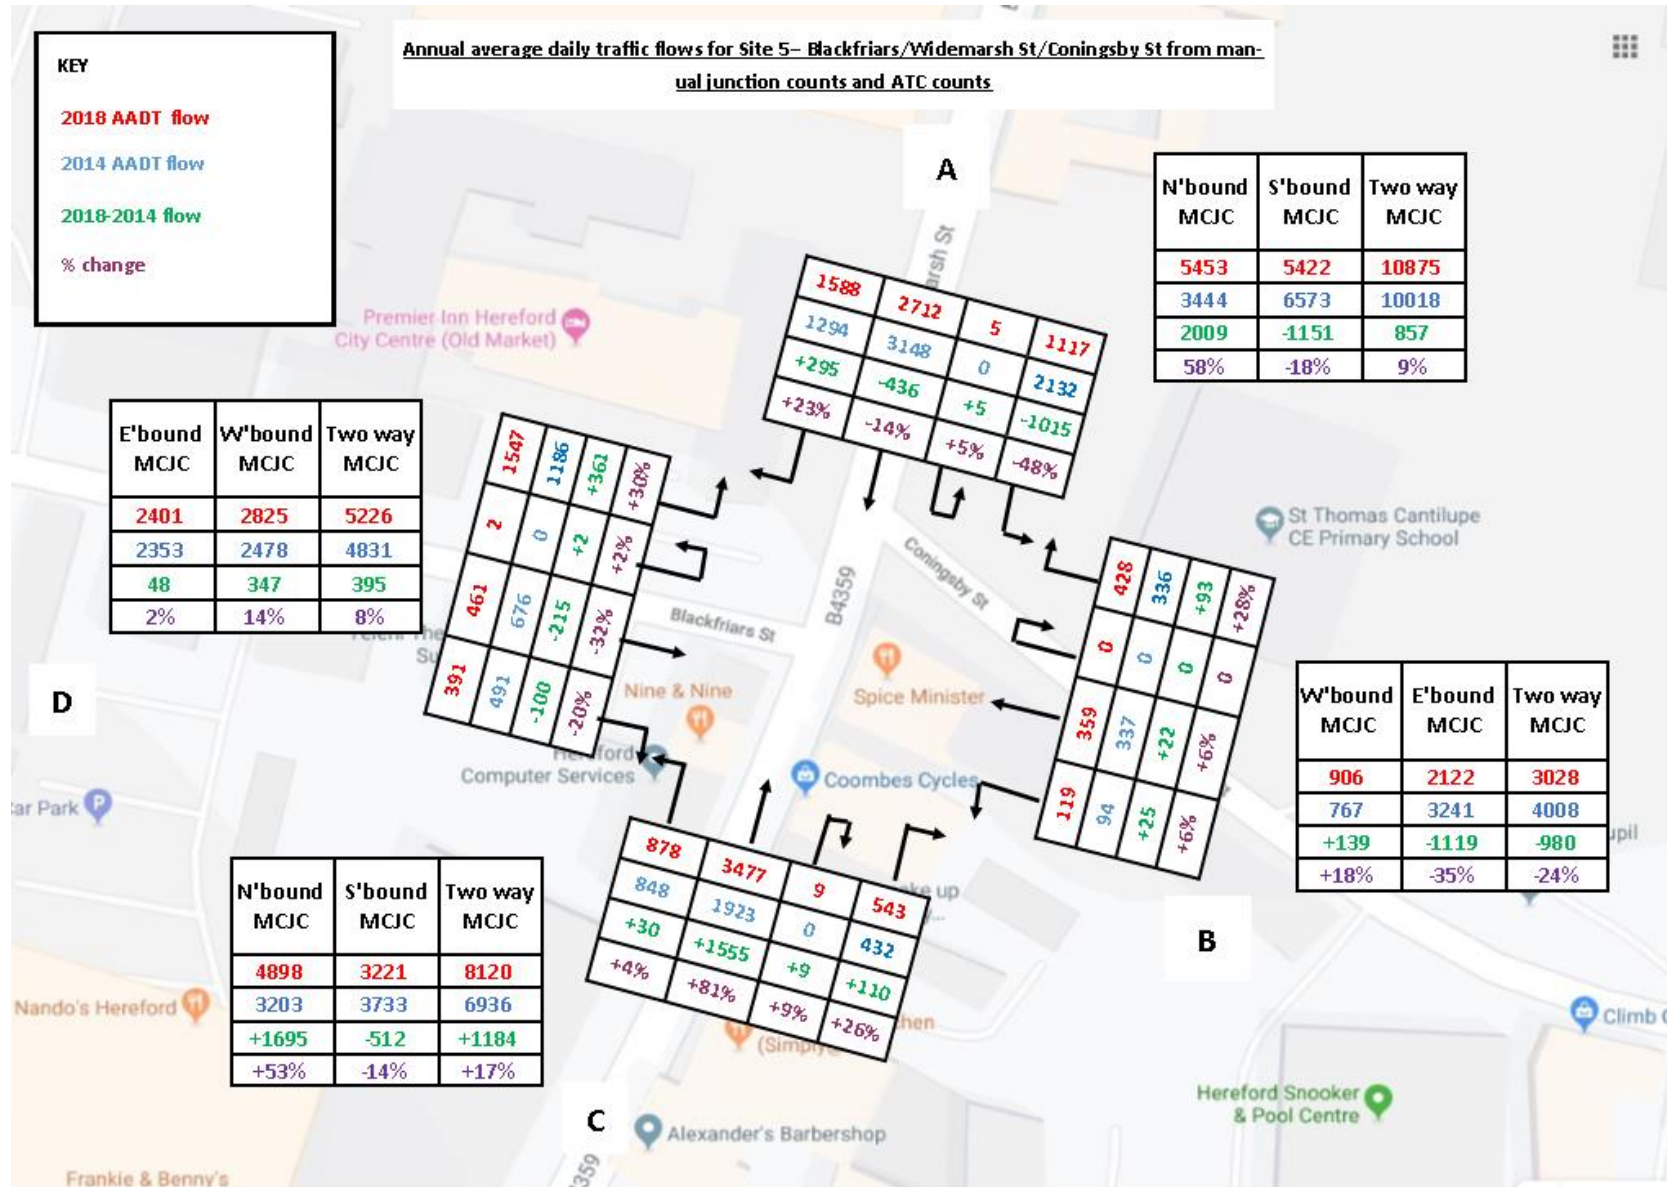 Annual average daily traffic flows for Site 5– Blackfriars/Widemarsh St/Coningsby St from man-
ual junction counts and ATC counts
KEY
2018 AADT flow
2014 AADT flow
2018-2014 flow
% change
A
N'bound MCJC S'bound MCJC Two way MCJC
5453 5422 10875
3444 6573 10018
2009 -1151 857
58% -18% 9%
arsh St
1588 2712 5 1117
1294 3148 0 2132
+295 -436 +5 -1015
+23% -14% +5% -48%
Premier Inn Hereford
City Centre (Old Market)
E'bound MCJC W'bound MCJC Two way MCJC
2401 2825 5226
2353 2478 4831
48 347 395
2% 14% 8%
1547 1186 +361 +30%
2 0 +2 +2%
461 676 -215 -32%
391 491 -100 -20%
St Thomas Cantilupe
CE Primary School
Coningsby St
B4359
Blackfriars St
428 336 +93 +28%
0 0 0 0
359 337 +22 +6%
119 94 +25 +6%
D
Nine & Nine
Spice Minister
W'bound MCJC E'bound MCJC Two way MCJC
906 2122 3028
767 3241 4008
+139 -1119 -980
+18% -35% -24%
Computer Services
Coombes Cycles
ar Park
P
878 3477 9 543
848 1923 0 432
+30 +1555 +9 +110
+4% +81% +9% +26%
ke up
upil
N'bound MCJC S'bound MCJC Two way MCJC
4898 3221 8120
3203 3733 6936
+1695 -512 +1184
+53% -14% +17%
B
Nando's Hereford
hen
(Simply
Climb
Hereford Snooker
& Pool Centre
C
Alexander's Barbershop
359
Frankie & Benny's